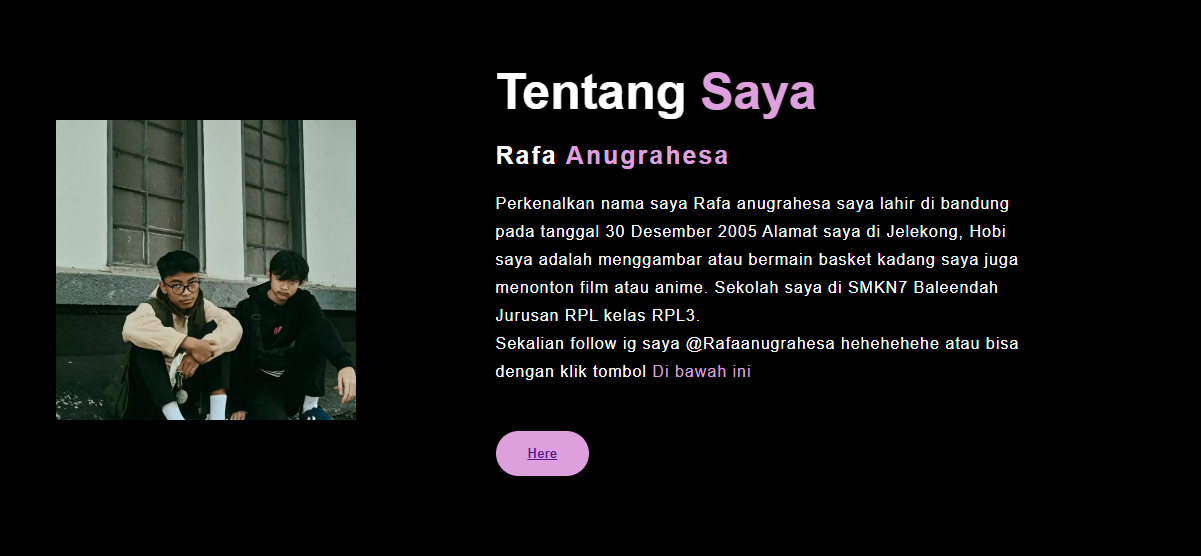 Tentang Saya
Rafa Anugrahesa
Perkenalkan nama saya Rafa anugrahesa saya lahir di bandung
pada tanggal 30 Desember 2005 Alamat saya di Jelekong, Hobi
saya adalah menggambar atau bermain basket kadang saya juga
menonton film atau anime. Sekolah saya di SMKN7 Baleendah
Jurusan RPL kelas RPL3.
Sekalian follow ig saya @Rafaanugrahesa hehehehehe atau bisa
dengan klik tombol Di bawah ini
Here